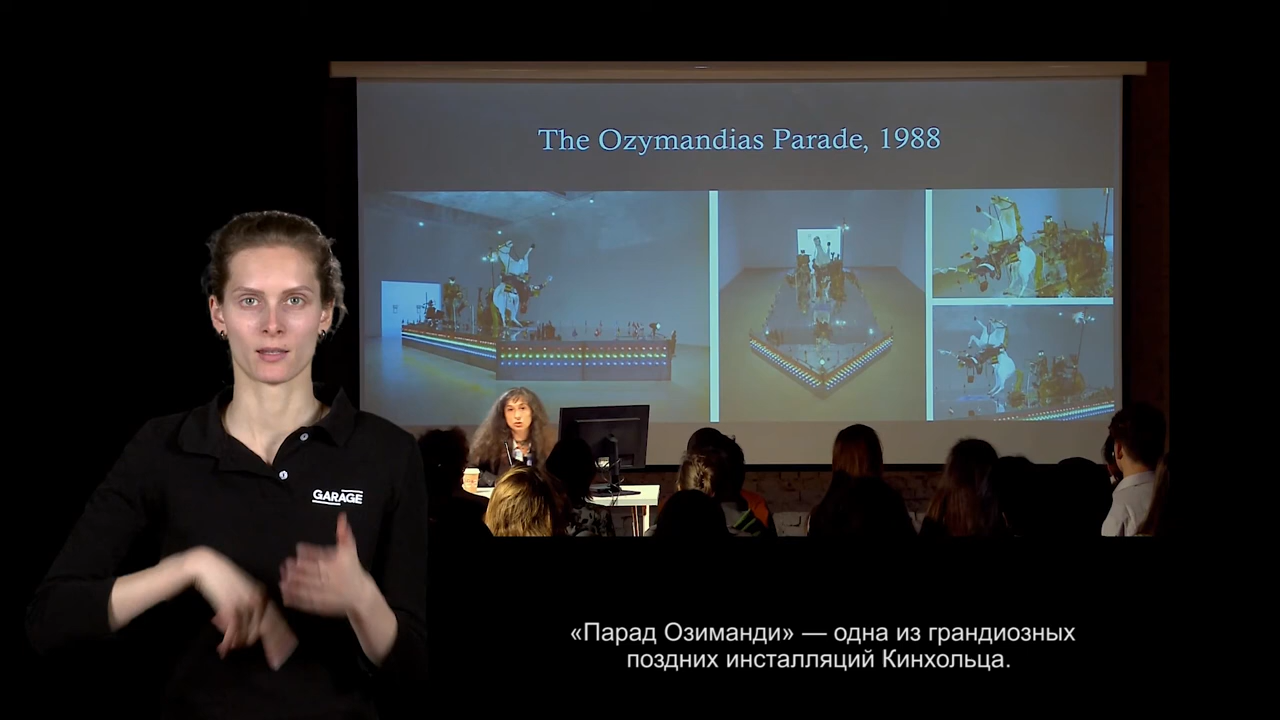 The Ozymandias Parade, 1988
GARAGE
«Парад Озиманди» — одна из грандиозных
поздних инсталляций Кинхольца.